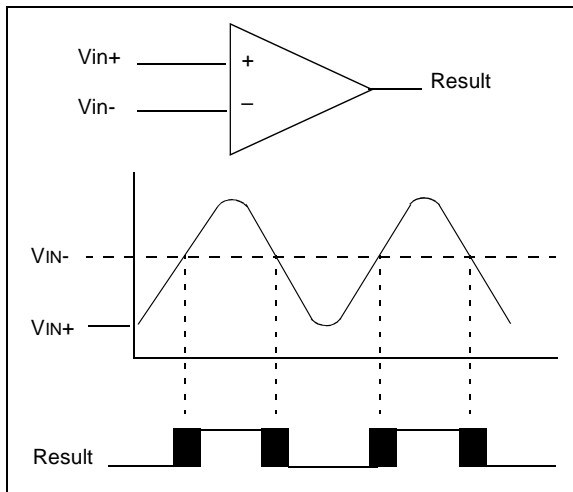 Vin+
+
Result
Vin-
–
VIN-
VIN+
Result